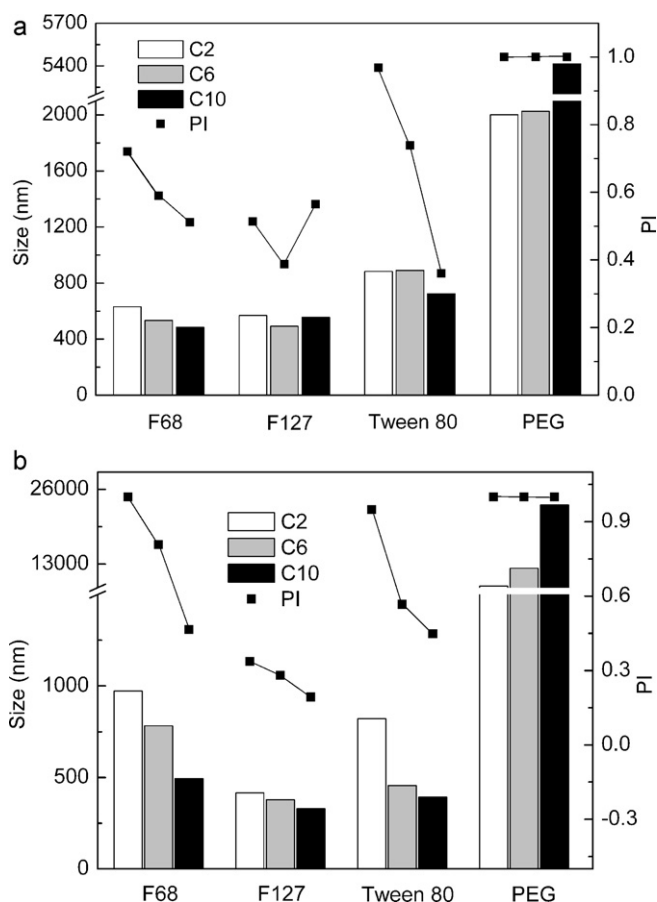 a
5700
5400
2000
1600
1200
800
400
0
Size (nm)
C2
C6
C10
PI
1.0
0.8
0.6
0.4
0.2
0.0
PI
F68 F127 Tween 80 PEG
b
26000
13000
1000
500
0
Size (nm)
C2
C6
C10
PI
0.9
0.6
0.3
0.0
-0.3
PI
F68 F127 Tween 80 PEG